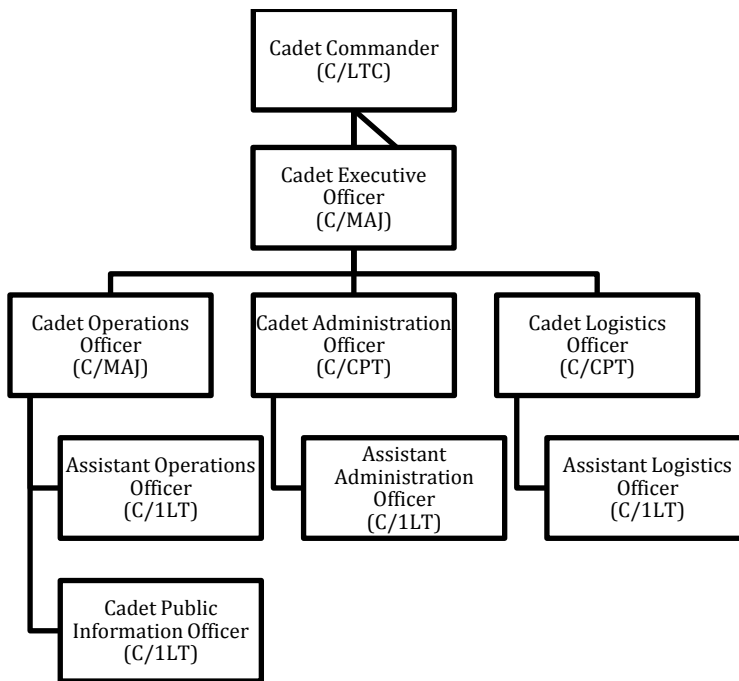 Cadet Commander
(C/LTC)
Cadet Executive
Officer
(C/MAJ)
Cadet Operations
Officer
(C/MAJ)
Cadet Administration
Officer
(C/CPT)
Cadet Logistics
Officer
(C/CPT)
Assistant Operations
Officer
(C/1LT)
Assistant
Administration
Officer
(C/1LT)
Assistant Logistics
Officer
(C/1LT)
Cadet Public
Information Officer
(C/1LT)